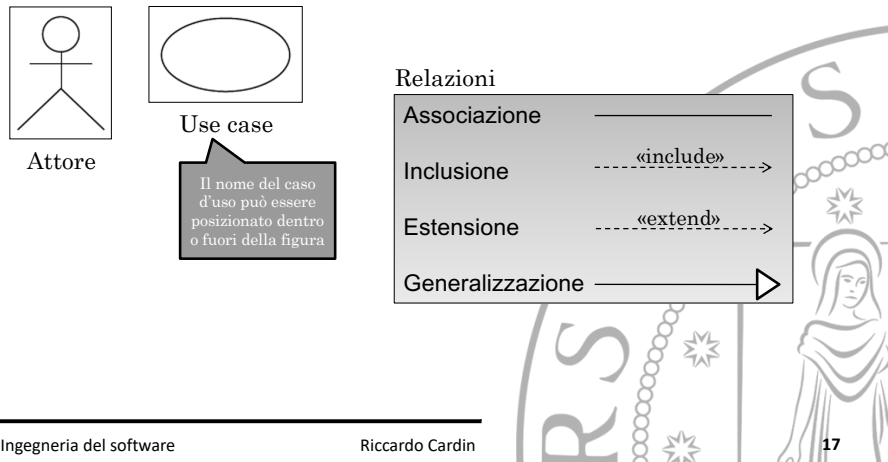 Attore
Use case
Il nome del caso
d'uso può essere
posizionato dentro
o fuori della figura
Relazioni
Associazione
Inclusione
«include»
Estensione
«extend»
Generalizzazione
Ingegneria del software
Riccardo Cardin
17
S
R S